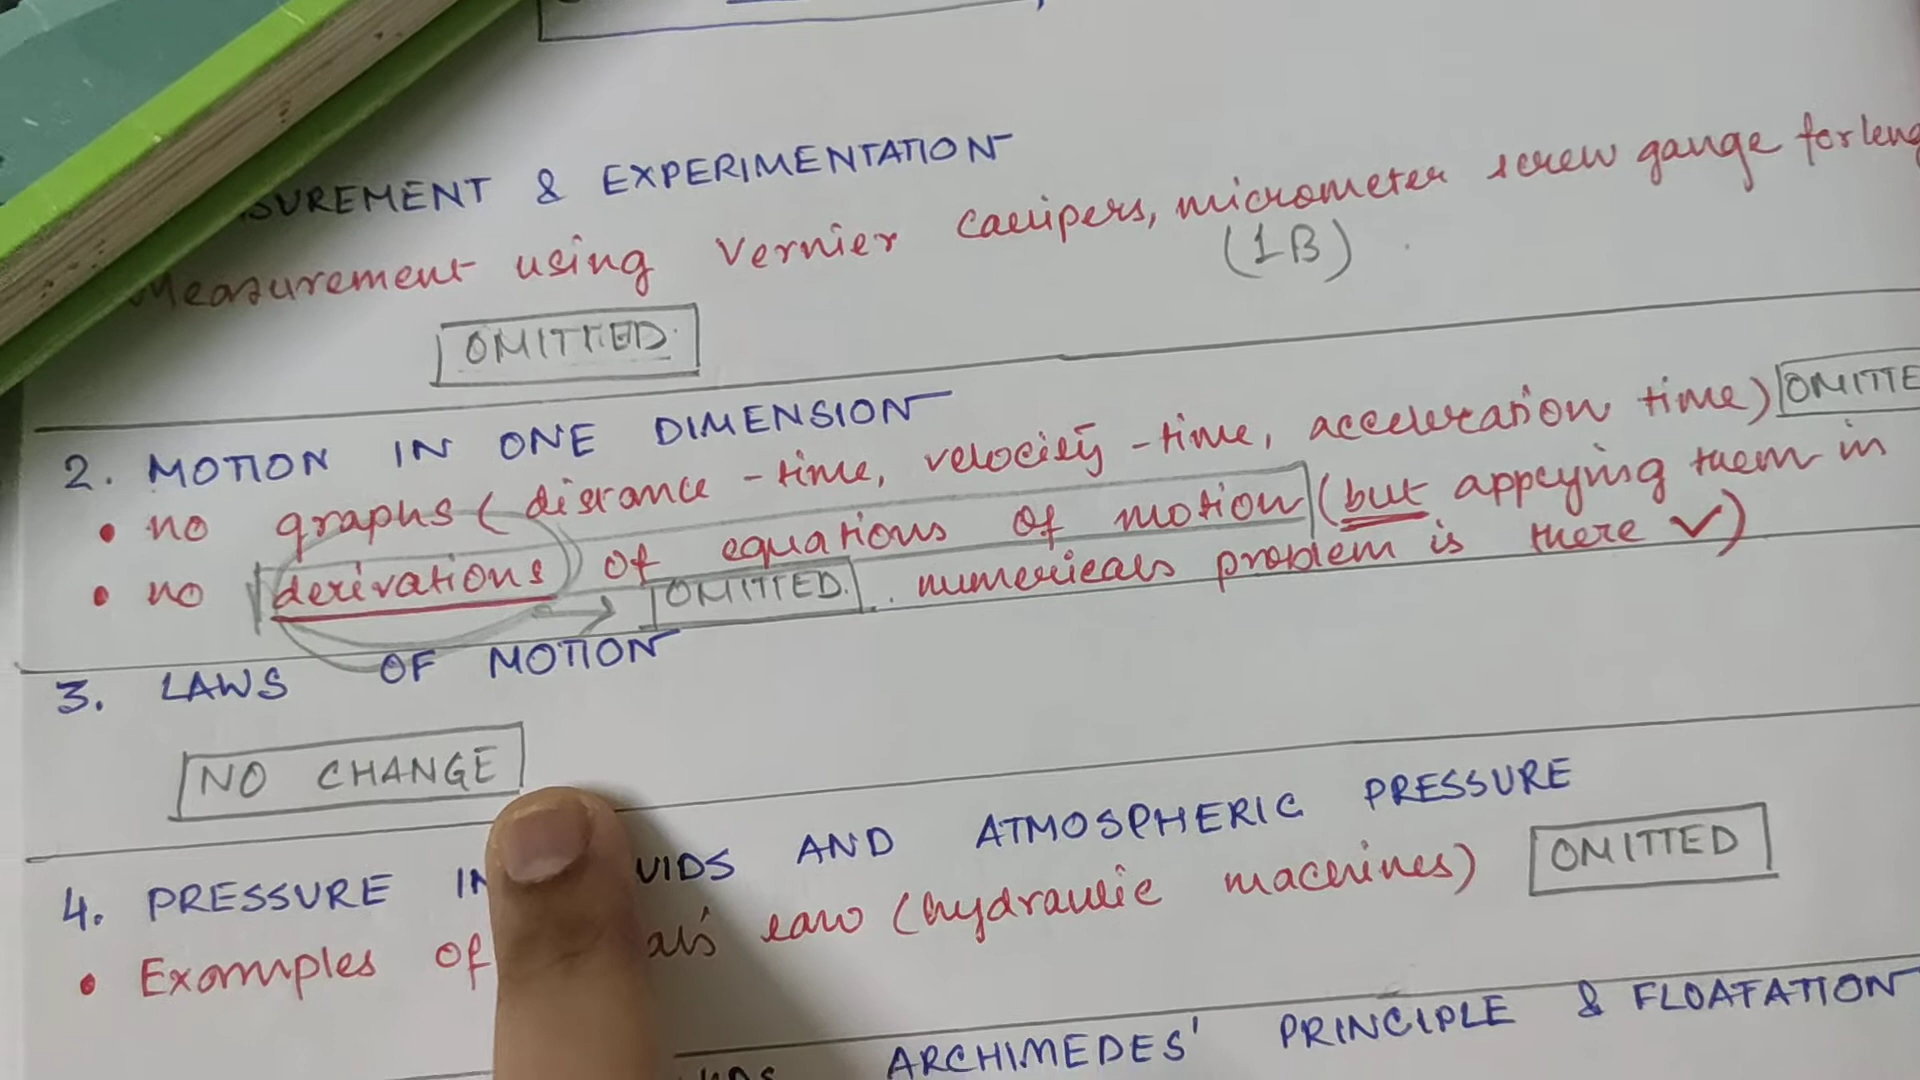 SUREMENT & EXPERIMENTATION
Measurement using Vernier Callipers, micrometer screw gauge for leng
(1B)
OMITTED.
2. MOTION IN ONE DIMENSION
• no graphs (distance-time, velocity-time, acceleration time) OMITTE
• no derivations of equations of motion (but applying them in
OMITTED. numericals problem is there ✓)
3. LAWS OF MOTION
NO CHANGE
4. PRESSURE IN UIDS AND ATMOSPHERIC PRESSURE
• Examples of al's law (hydraulic machines) OMITTED
ARCHIMEDES' PRINCIPLE & FLOATATION